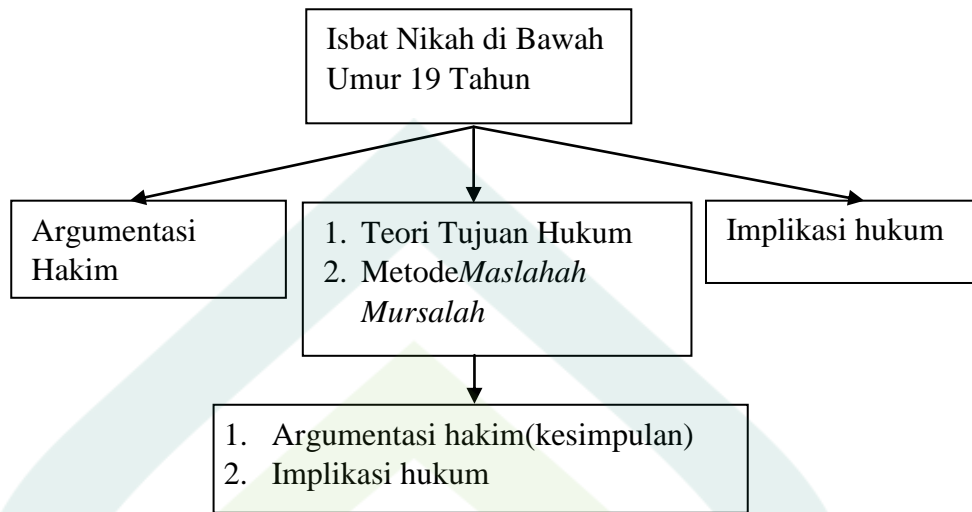 Isbat Nikah di Bawah
Umur 19 Tahun
Argumentasi
Hakim
1. Teori Tujuan Hukum
2. MetodeMaslahah
Mursalah
Implikasi hukum
1. Argumentasi hakim(kesimpulan)
2. Implikasi hukum